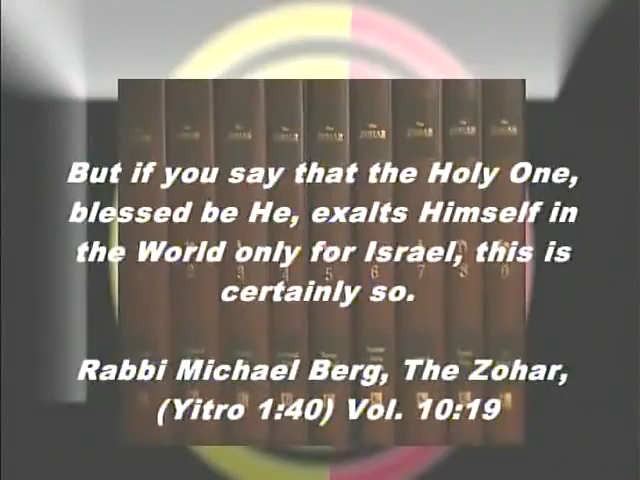 But if you say that the Holy One,
blessed be He, exalts Himself in
the World only for Israel, this is
certainly so.
Rabbi Michael Berg, The Zohar,
(Yitro 1:40) Vol. 10:19